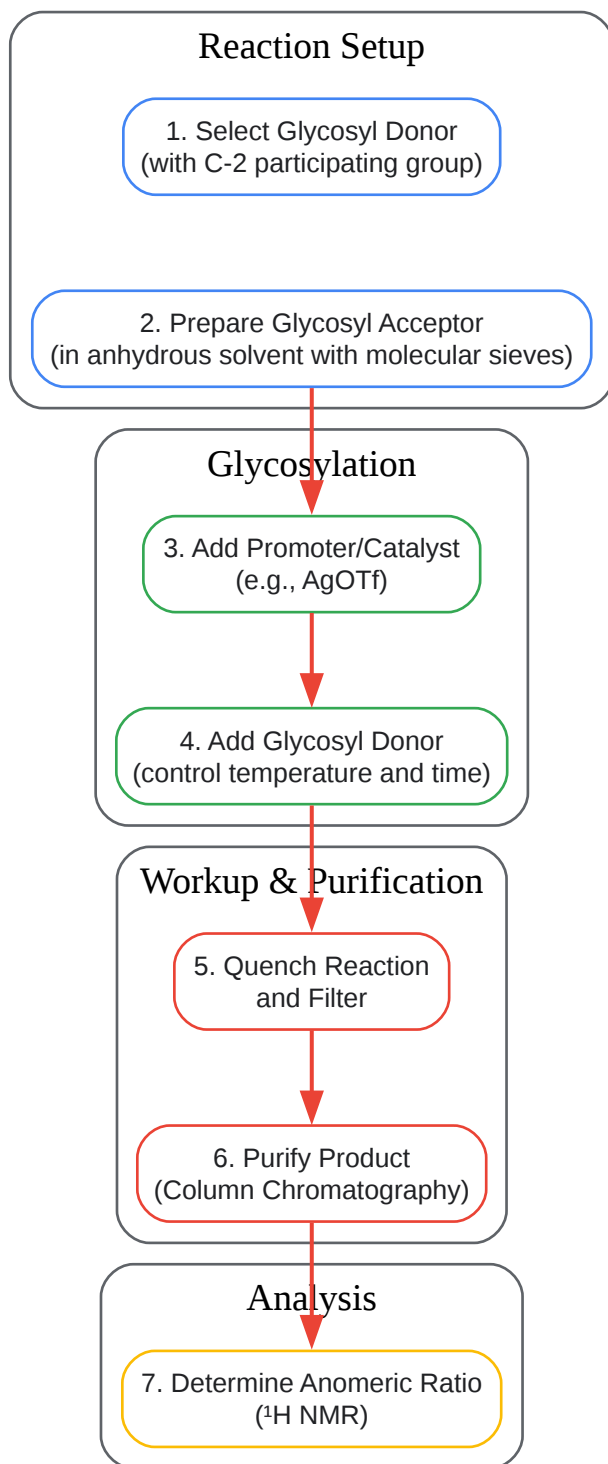 Reaction Setup
1. Select Glycosyl Donor
(with C-2 participating group)
2. Prepare Glycosyl Acceptor
(in anhydrous solvent with molecular sieves)
Glycosylation
3. Add Promoter/Catalyst
(e.g., AgOTf)
4. Add Glycosyl Donor
(control temperature and time)
Workup & Purification
5. Quench Reaction
and Filter
6. Purify Product
(Column Chromatography)
Analysis
7. Determine Anomeric Ratio
(¹H NMR)